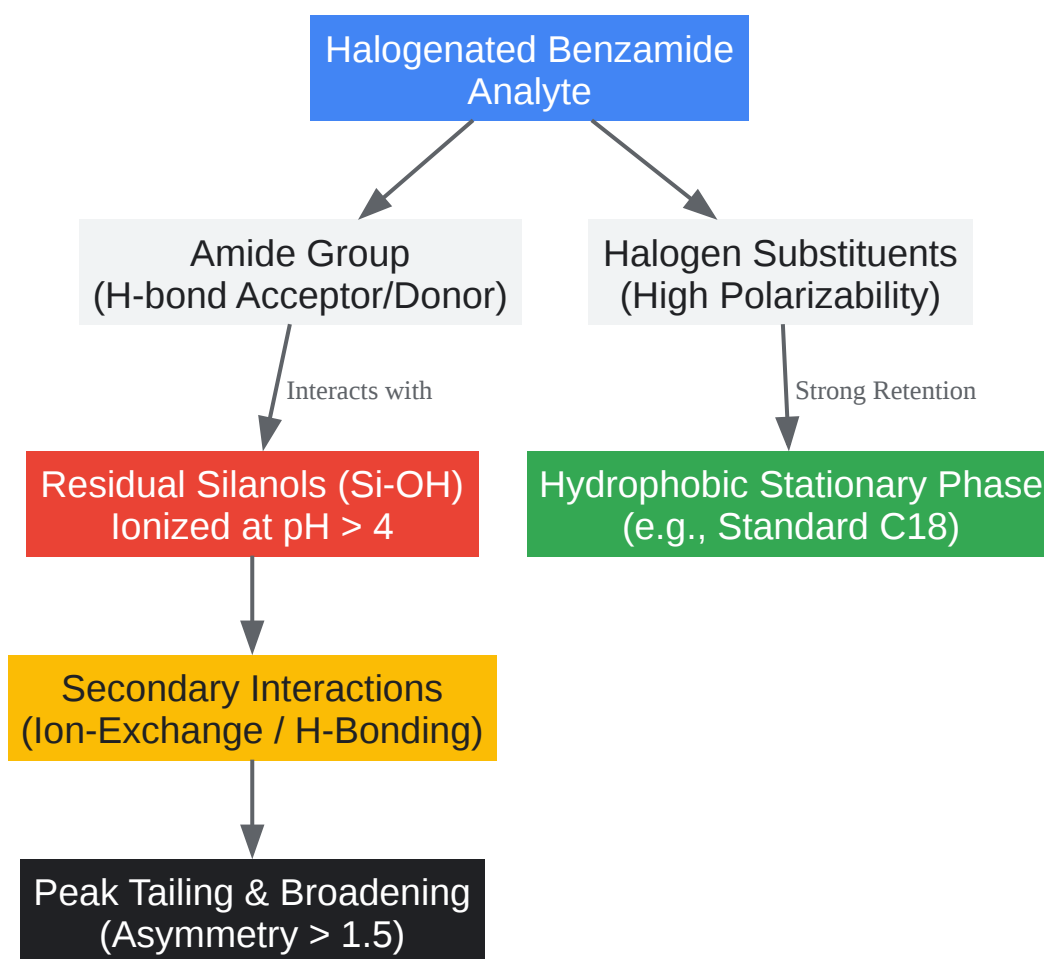 Halogenated Benzamide
Analyte
Amide Group
(H-bond Acceptor/Donor)
Halogen Substituents
(High Polarizability)
Interacts with
Strong Retention
Residual Silanols (Si-OH)
Ionized at pH > 4
Hydrophobic Stationary Phase
(e.g., Standard C18)
Secondary Interactions
(Ion-Exchange / H-Bonding)
Peak Tailing & Broadening
(Asymmetry > 1.5)